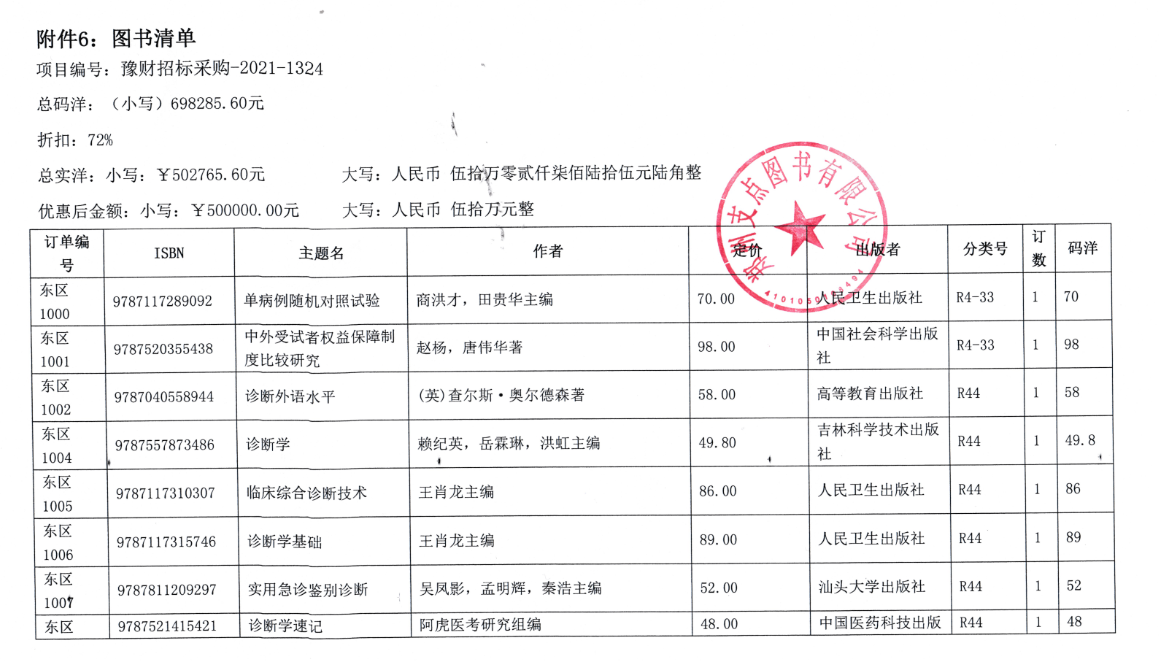 附件6：图书清单
项目编号：豫财招标采购-2021-1324
总码洋：（小写）698285.60元
折扣：72%
总实洋：小写：￥502765.60元 大写：人民币 伍拾万零贰仟柒佰陆拾伍元陆角整
优惠后金额：小写：￥500000.00元 大写：人民币 伍拾万元整
郑州支点图书有限公司
订单编号 ISBN 主题名 作者 定价 出版者 分类号 订数 码洋
东区1000 9787117289092 单病例随机对照试验 商洪才，田贵华主编 70.00 人民卫生出版社 R4-33 1 70
东区1001 9787520355438 中外受试者权益保障制度比较研究 赵杨，唐伟华著 98.00 中国社会科学出版社 R4-33 1 98
东区1002 9787040558944 诊断外语水平 (英)查尔斯·奥尔德森著 58.00 高等教育出版社 R44 1 58
东区1004 9787557873486 诊断学 赖纪英，岳霖琳，洪虹主编 49.80 吉林科学技术出版社 R44 1 49.8
东区1005 9787117310307 临床综合诊断技术 王肖龙主编 86.00 人民卫生出版社 R44 1 86
东区1006 9787117315746 诊断学基础 王肖龙主编 89.00 人民卫生出版社 R44 1 89
东区1007 9787811209297 实用急诊鉴别诊断 吴凤影，孟明辉，秦浩主编 52.00 汕头大学出版社 R44 1 52
东区 9787521415421 诊断学速记 阿虎医考研究组编 48.00 中国医药科技出版 R44 1 48